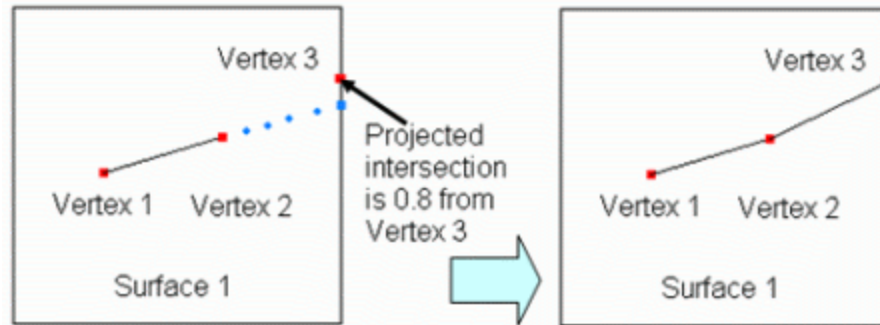 Vertex 3
Projected
intersection
is 0.8 from
Vertex 3
Vertex 1
Vertex 2
Surface 1
Vertex 3
Vertex 1
Vertex 2
Surface 1